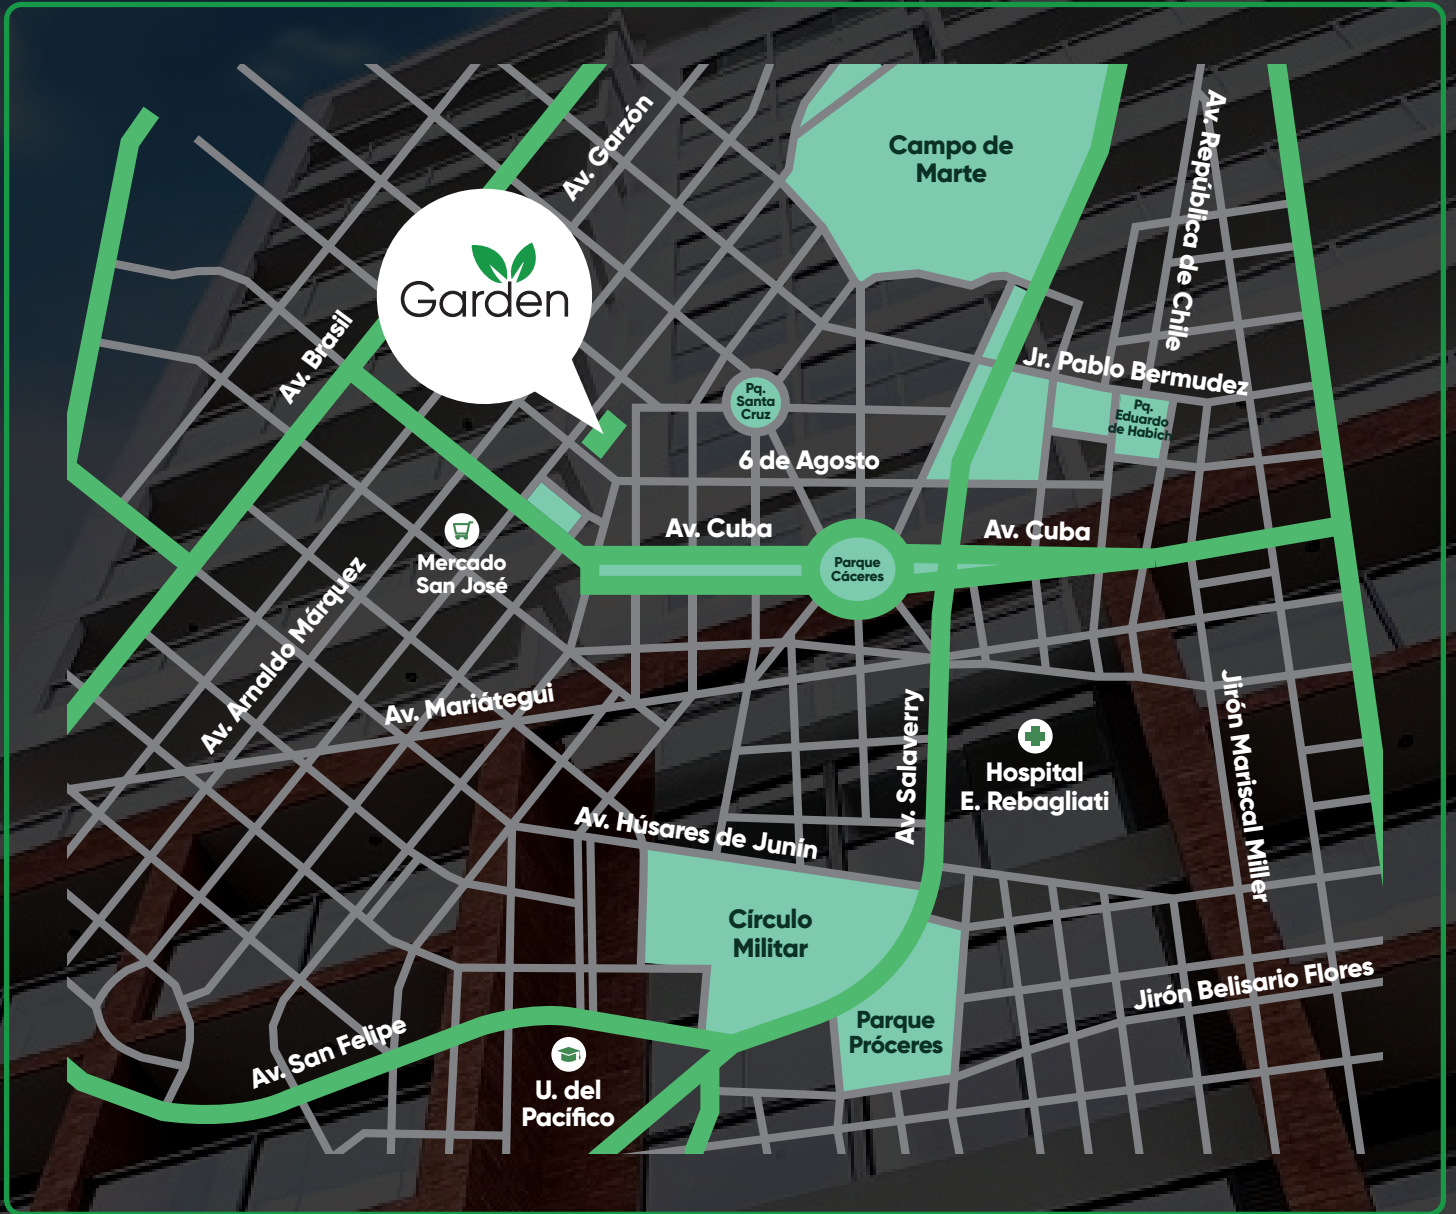 Av. Garzón
Campo de
Marte
Av. República de Chile
Garden
Av. Brasil
Jr. Pablo Bermudez
Pq.
Santa
Cruz
Pq.
Eduardo
de Habich
6 de Agosto
Av. Cuba
Av. Cuba
Mercado
San José
Parque
Cáceres
Av. Arnaldo Márquez
Av. Mariátegui
Av. Salaverry
Jirón Mariscal Miller
Hospital
E. Rebagliati
Av. Húsares de Junín
Círculo
Militar
Jirón Belisario Flores
Parque
Próceres
Av. San Felipe
U. del
Pacífico